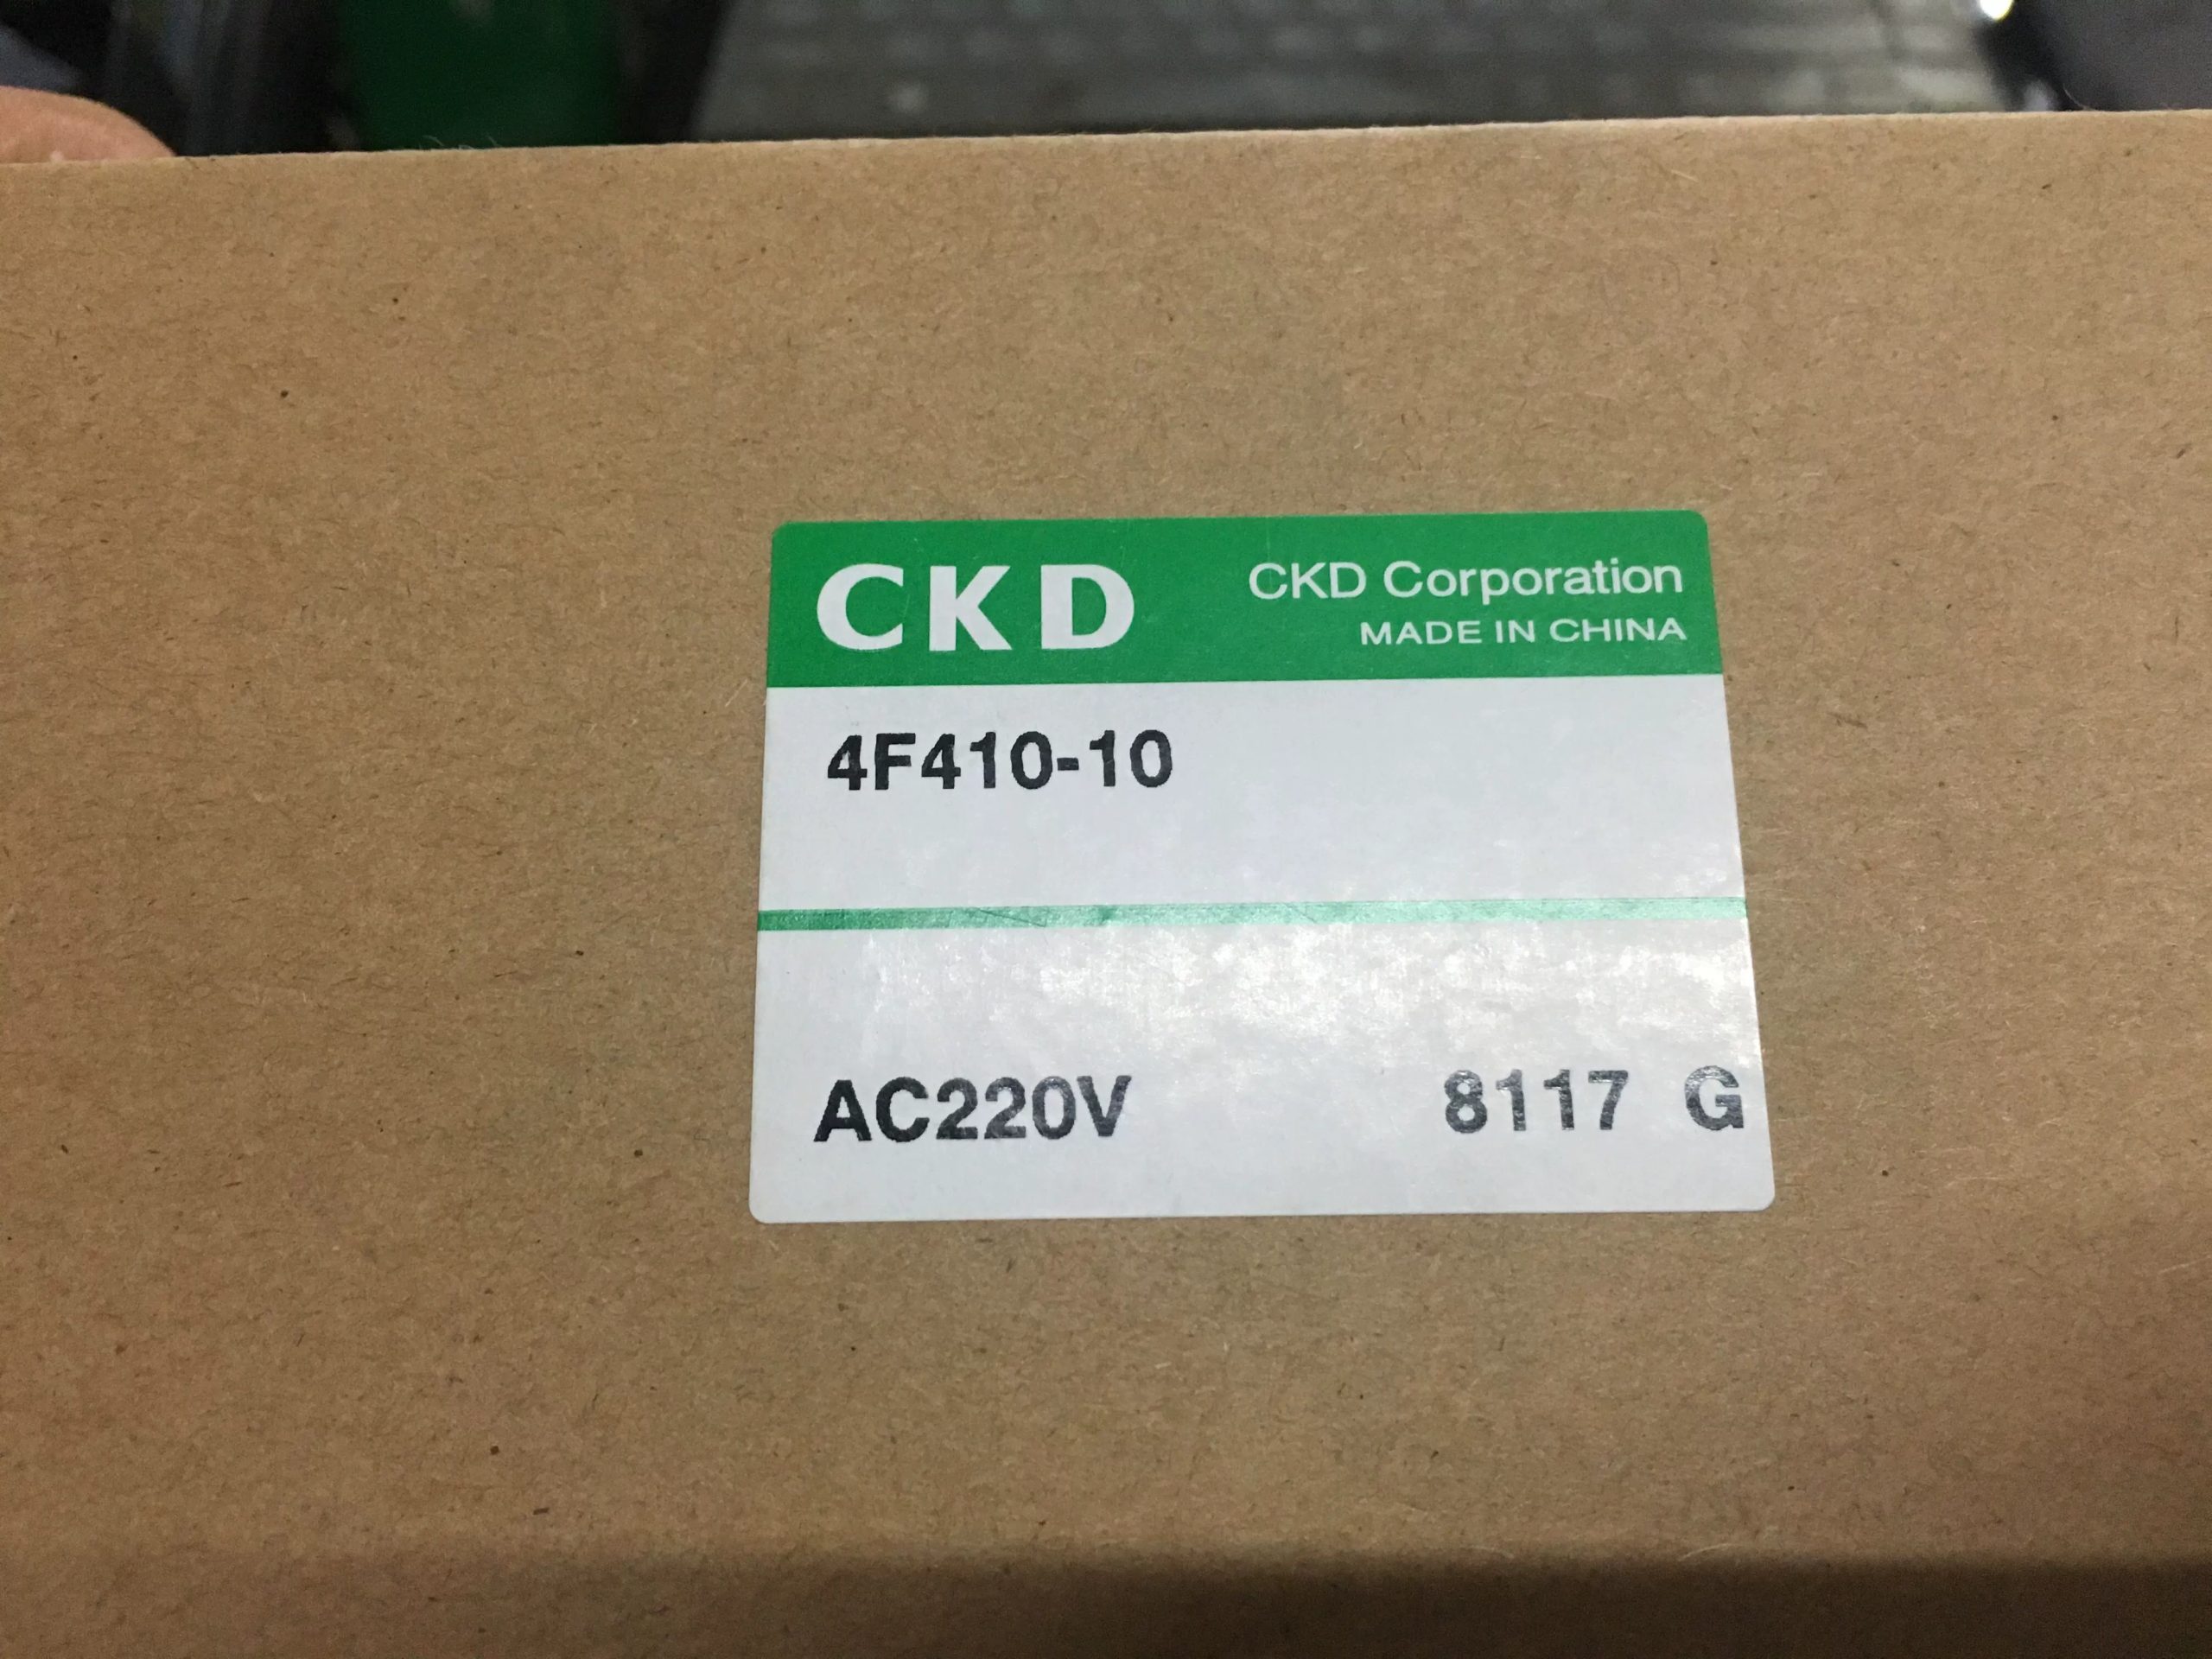 CKD
CKD Corporation
MADE IN CHINA
4F410-10
AC220V 8117 G